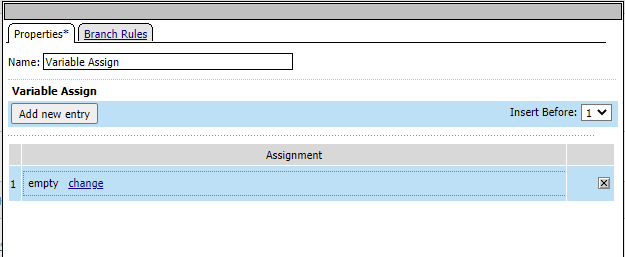 Properties* Branch Rules
Name: Variable Assign
Variable Assign
Add new entry Insert Before: 1
Assignment
1 empty change